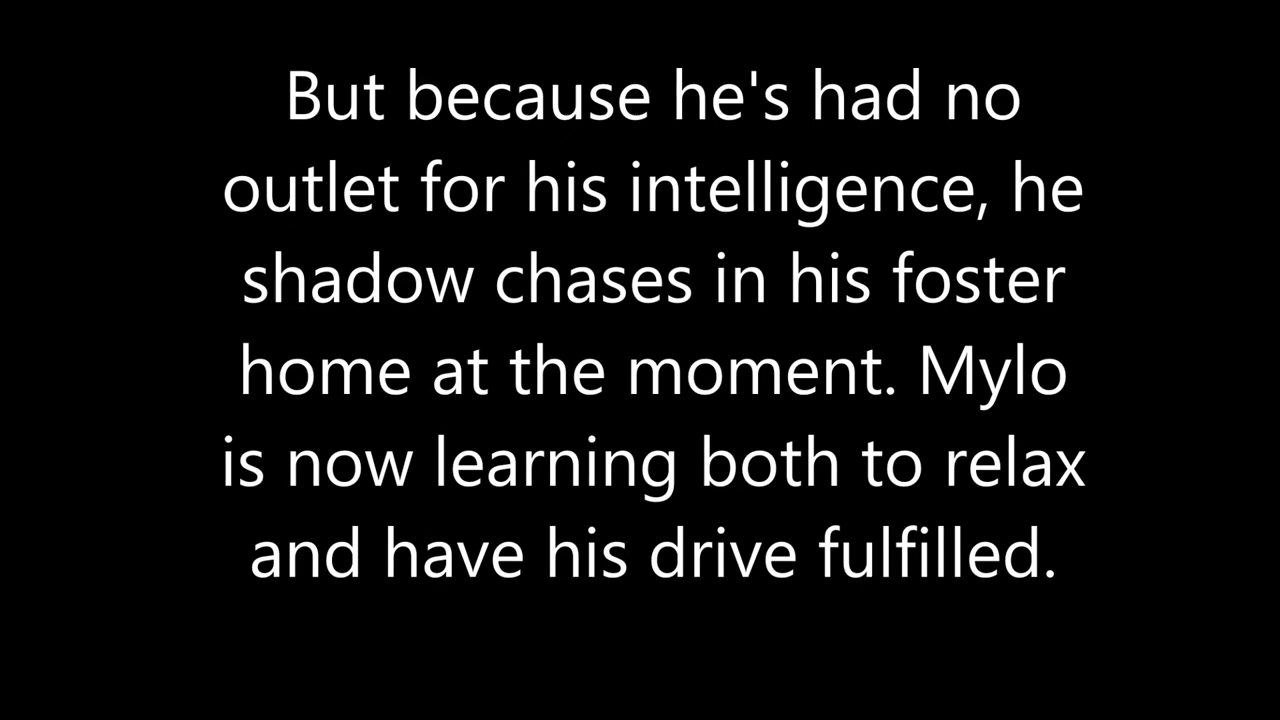 But because he's had no
outlet for his intelligence, he
shadow chases in his foster
home at the moment. Mylo
is now learning both to relax
and have his drive fulfilled.